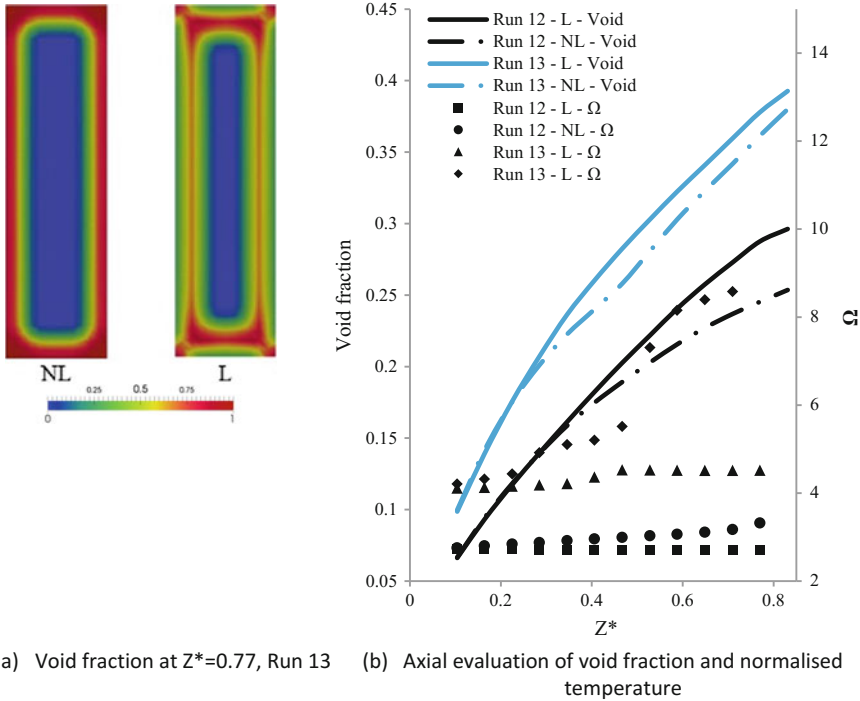 NL
L
0.25
0.5
0.75
0
1
a) Void fraction at Z*=0.77, Run 13
0.45
0.4
0.35
0.3
0.25
0.2
0.15
0.1
0.05
Void fraction
Run 12 - L - Void
Run 12 - NL - Void
Run 13 - L - Void
Run 13 - NL - Void
Run 12 - L - Ω
Run 12 - NL - Ω
Run 13 - L - Ω
Run 13 - L - Ω
14
12
10
8
6
4
2
Ω
0
0.2
0.4
0.6
0.8
Z*
(b) Axial evaluation of void fraction and normalised
temperature